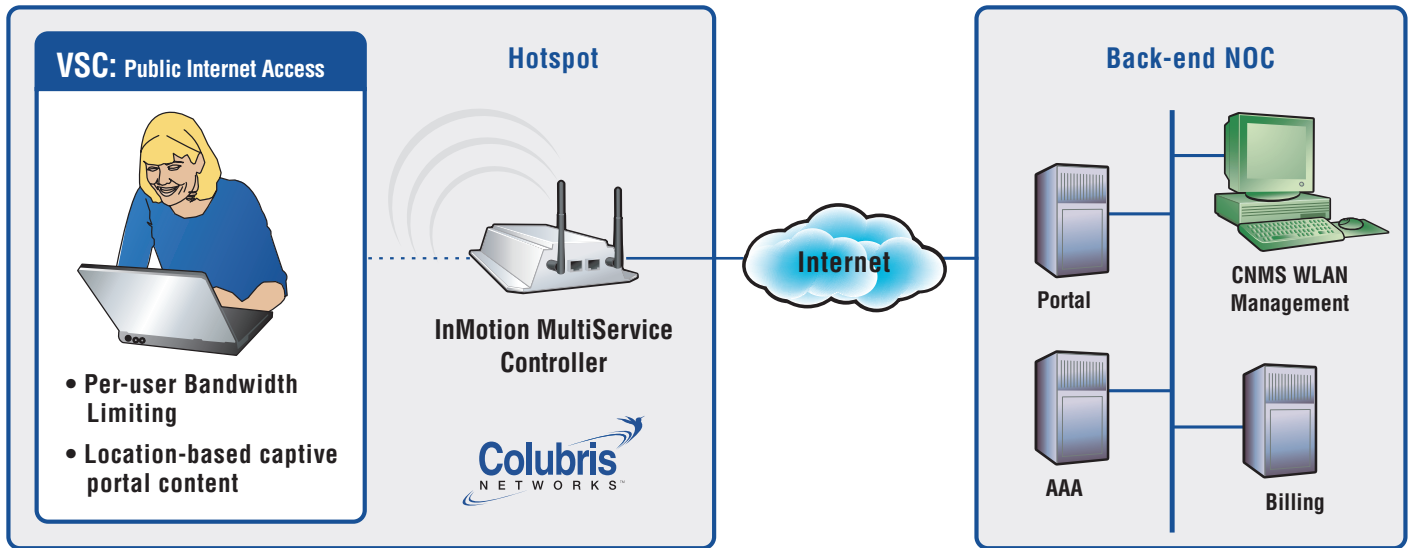 VSC: Public Internet Access
• Per-user Bandwidth
Limiting
• Location-based captive
portal content
Hotspot
InMotion MultiService
Controller
Colubris
NETWORKS™
Internet
Back-end NOC
Portal
CNMS WLAN
Management
AAA
Billing